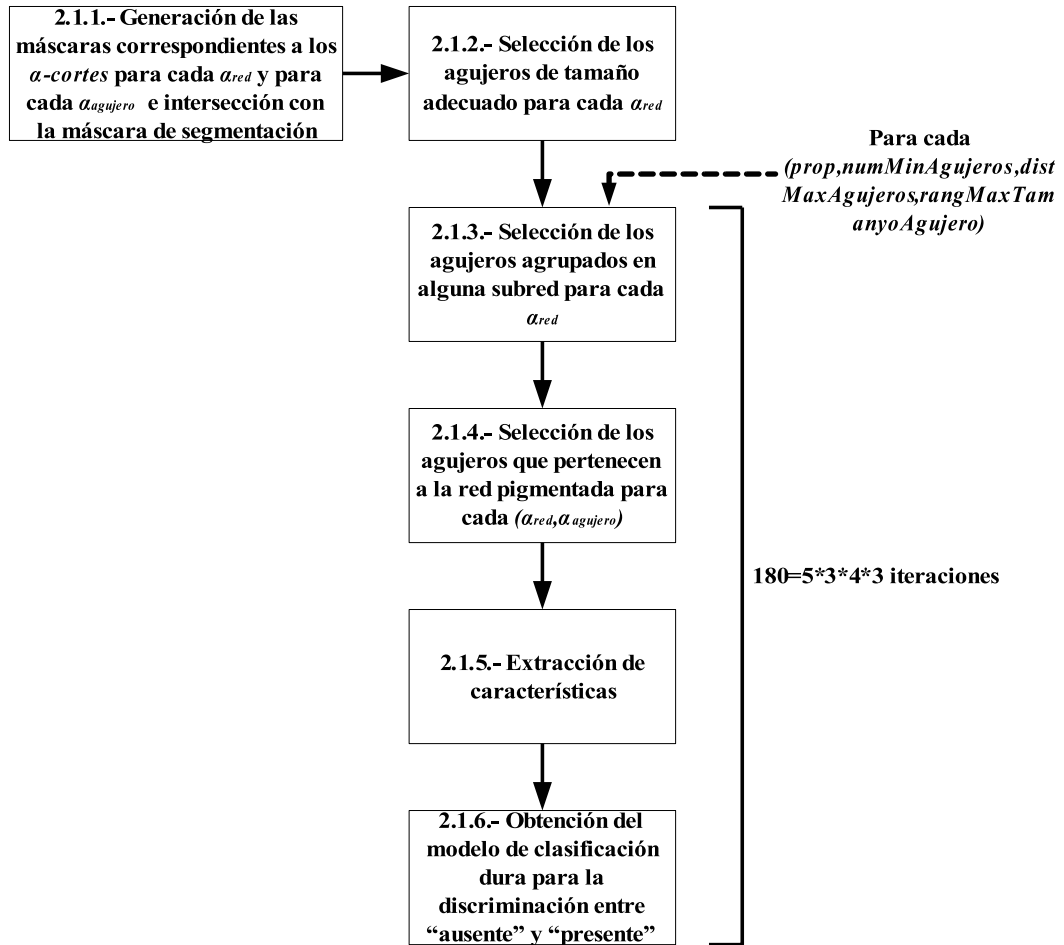 2.1.1.- Generación de las
máscaras correspondientes a los
α-cortes para cada αred y para
cada αagujero e intersección con
la máscara de segmentación
2.1.2.- Selección de los
agujeros de tamaño
adecuado para cada αred
Para cada
(prop,numMinAgujeros,dist
MaxAgujeros,rangMaxTam
anyoAgujero)
2.1.3.- Selección de los
agujeros agrupados en
alguna subred para cada
αred
2.1.4.- Selección de los
agujeros que pertenecen
a la red pigmentada para
cada (αred,αagujero)
180=5*3*4*3 iteraciones
2.1.5.- Extracción de
características
2.1.6.- Obtención del
modelo de clasificación
dura para la
discriminación entre
“ausente” y “presente”